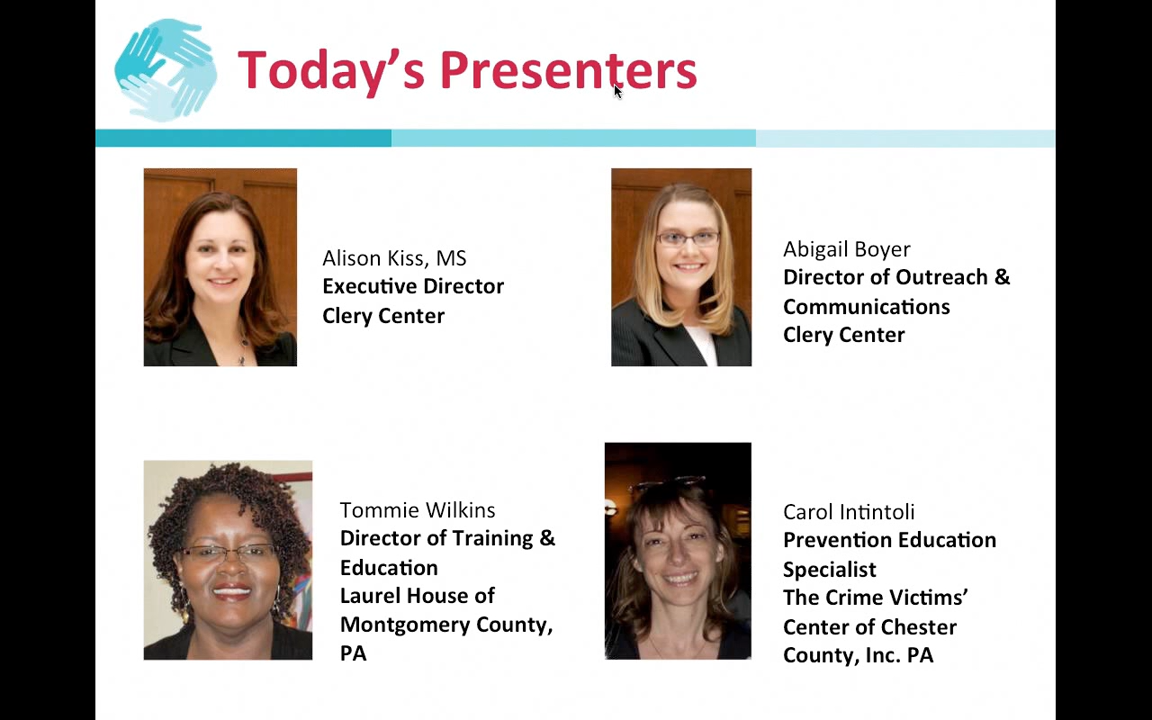 Today’s Presenters
Alison Kiss, MS
Executive Director
Clery Center
Abigail Boyer
Director of Outreach &
Communications
Clery Center
Tommie Wilkins
Director of Training &
Education
Laurel House of
Montgomery County,
PA
Carol Intintoli
Prevention Education
Specialist
The Crime Victims’
Center of Chester
County, Inc. PA